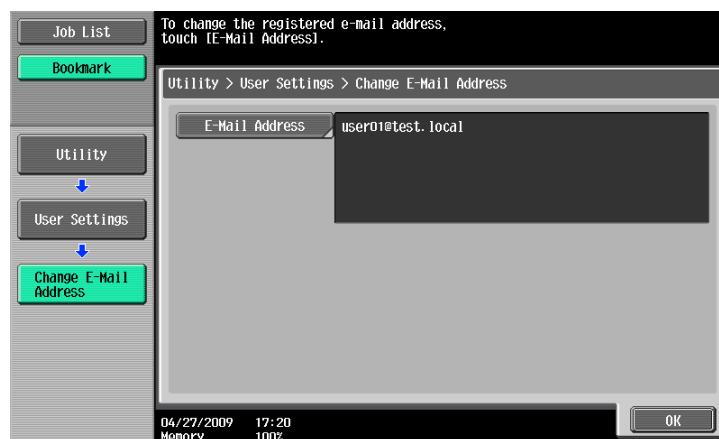 Job List
Bookmark
Utility
User Settings
Change E-Mail
Address
To change the registered e-mail address,
touch [E-Mail Address].
Utility > User Settings > Change E-Mail Address
E-Mail Address
user01@test.local
04/27/2009 17:20
Memory 100%
OK